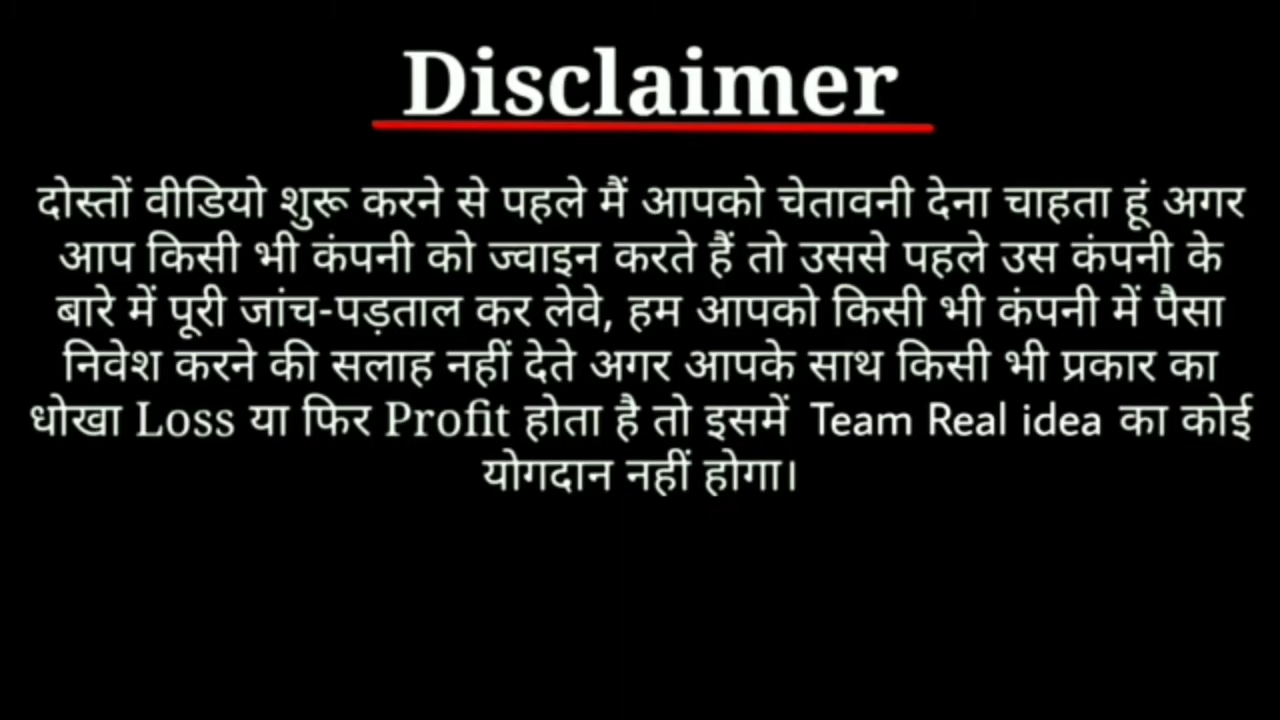 Disclaimer
दोस्तों वीडियो शुरू करने से पहले मैं आपको चेतावनी देना चाहता हूं अगर
आप किसी भी कंपनी को ज्वाइन करते हैं तो उससे पहले उस कंपनी के
बारे में पूरी जांच-पड़ताल कर लेवे, हम आपको किसी भी कंपनी में पैसा
निवेश करने की सलाह नहीं देते अगर आपके साथ किसी भी प्रकार का
धोखा Loss या फिर Profit होता है तो इसमें Team Real idea का कोई
योगदान नहीं होगा।